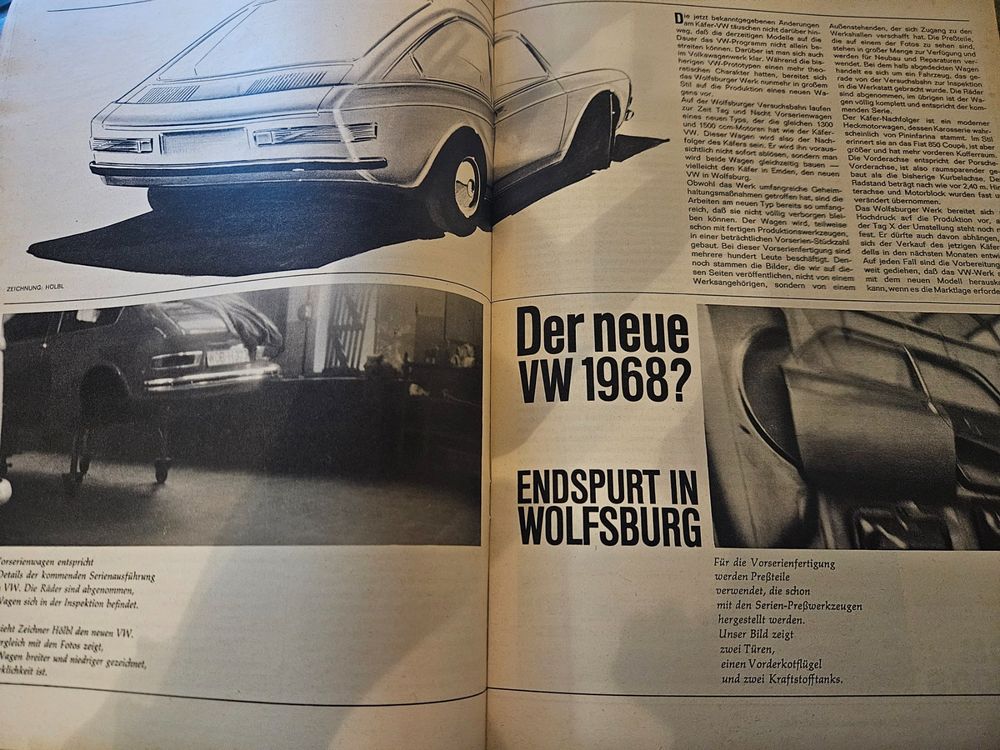 Die jetzt bekanntgegebenen Änderungen
am Käfer-VW täuschen nicht darüber hin-
weg, daß die derzeitigen Modelle auf die
Dauer das VW-Programm nicht allein be-
streiten können. Darüber ist man sich auch
im Volkswagenwerk klar. Während die bis-
herigen VW-Prototypen einen mehr theo-
retischen Charakter hatten, bereitet sich
das Wolfsburger Werk nunmehr in großem
Stil auf die Produktion eines neuen Wa-
gens vor.
Auf der Wolfsburger Versuchsbahn laufen
zur Zeit Tag und Nacht Vorserienwagen
eines neuen Typs, der die gleichen 1300
und 1500 ccm-Motoren hat wie der Käfer-
VW. Dieser Wagen wird also der Nach-
folger des Käfers sein. Er wird ihn voraus-
sichtlich nicht sofort ablösen, sondern man
wird beide Wagen gleichzeitig bauen —
vielleicht den Käfer in Emden, den neuen
VW in Wolfsburg.
Obwohl das Werk umfangreiche Geheim-
haltungsmaßnahmen getroffen hat, sind die
Arbeiten am neuen Typ bereits so umfang-
reich, daß sie nicht völlig verborgen blei-
ben können. Der Wagen wird, teilweise
schon mit fertigen Produktionswerkzeugen,
in einer beträchtlichen Vorserien-Stückzahl
gebaut. Bei dieser Vorserienfertigung sind
mehrere hundert Leute beschäftigt. Den-
noch stammen die Bilder, die wir auf die-
sen Seiten veröffentlichen, nicht von einem
Werksangehörigen, sondern von einem
Außenstehenden, der sich Zugang zu den
Werkshallen verschafft hat. Die Preßteile,
die auf einem der Fotos zu sehen sind,
stehen in großer Menge zur Verfügung und
werden für Neubau und Reparaturen ver-
wendet. Bei dem halb abgedeckten Wagen
handelt es sich um ein Fahrzeug, das ge-
rade von der Versuchsbahn zur Inspektion
in die Werkstatt gebracht wurde. Die Räder
sind abgenommen, im übrigen ist der Wa-
gen völlig komplett und entspricht der kom-
menden Serie.
Der Käfer-Nachfolger ist ein moderner
Heckmotorwagen, dessen Karosserie wahr-
scheinlich von Pininfarina stammt. Im Stil
erinnert sie an das Fiat 850 Coupé, ist aber
größer und hat mehr vorderen Kofferraum.
Die Vorderachse entspricht der Porsche
Vorderachse, ist also raumsparender ge-
baut als die bisherige Kurbelachse. De
Radstand beträgt nach wie vor 2,40 m. Hin
terachse und Motorblock wurden fast u
verändert übernommen.
Das Wolfsburger Werk bereitet sich
Hochdruck auf die Produktion vor, a
der Tag X der Umstellung steht noch
fest. Er dürfte auch davon abhängen,
sich der Verkauf des jetzigen Käfer
dells in den nächsten Monaten entwi
Auf jeden Fall sind die Vorbereitung
weit gediehen, daß das VW-Werk
mit dem neuen Modell herausk
kann, wenn es die Marktlage erforde
ZEICHNUNG: HÖLBL
Der neue
VW 1968?
ENDSPURT IN
WOLFSBURG
orserienwagen entspricht
Details der kommenden Serienausführung
VW. Die Räder sind abgenommen,
Wagen sich in der Inspektion befindet.
sieht Zeichner Hölbl den neuen VW.
ergleich mit den Fotos zeigt,
Wagen breiter und niedriger gezeichnet,
rklichkeit ist.
Für die Vorserienfertigung
werden Preßteile
verwendet, die schon
mit den Serien-Preßwerkzeugen
hergestellt werden.
Unser Bild zeigt
zwei Türen,
einen Vorderkotflügel
und zwei Kraftstofftanks.